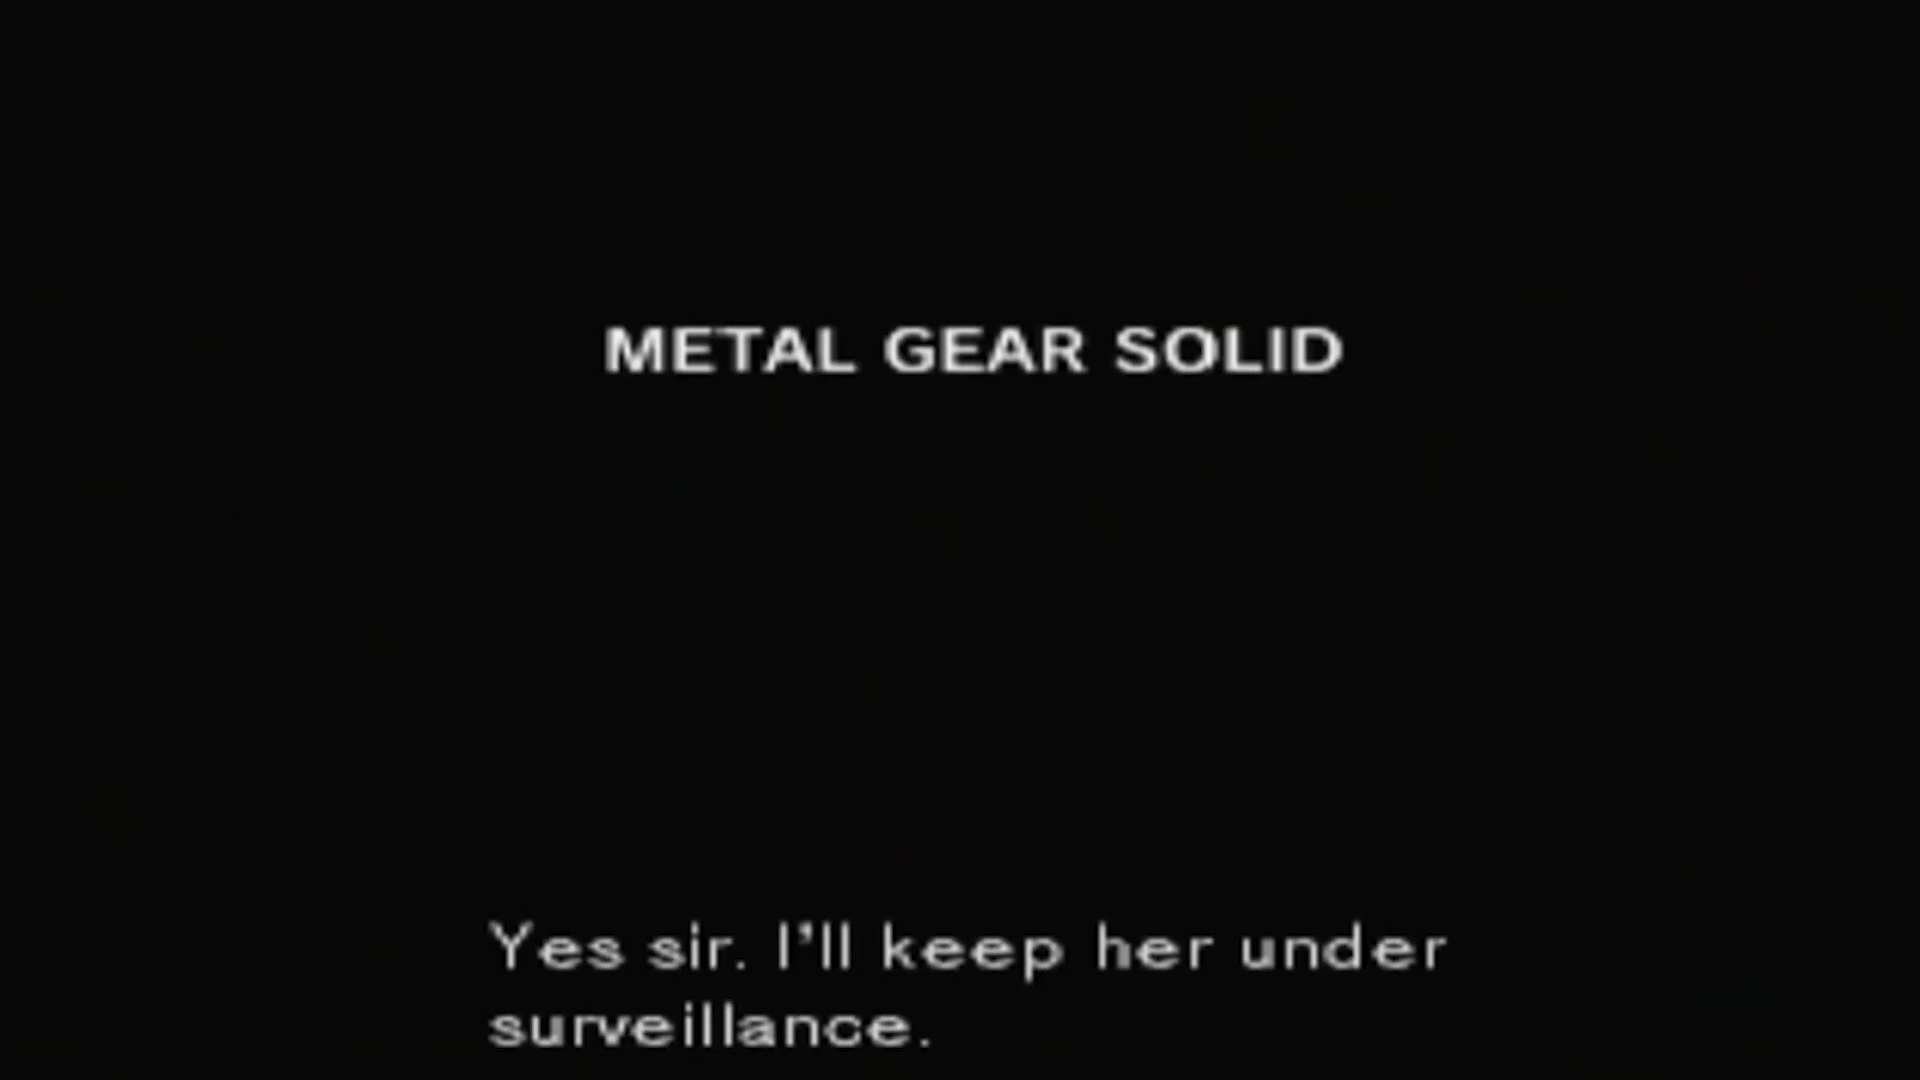 METAL GEAR SOLID
Yes sir. I'll keep her under
surveillance.